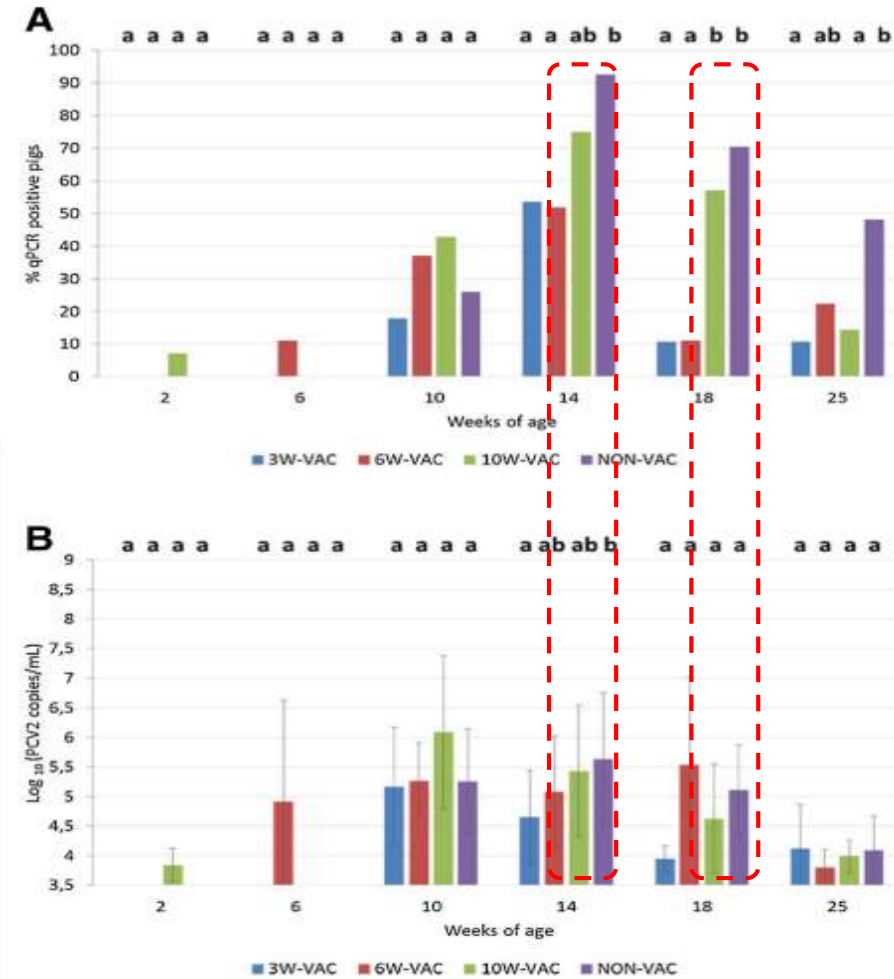 A
a a a a a a a a a a a a a a ab b a a b b a ab a b
100
90
80
70
60
50
40
30
20
10
0
% qPCR positive pigs
2 6 10 14 18 25
Weeks of age
3W-VAC 6W-VAC 10W-VAC NON-VAC
B
a a a a a a a a a a a a a ab ab b a a a a a a a a
9
8,5
8
7,5
7
6,5
6
5,5
5
4,5
4
3,5
Log 10 (PCV2 copies/mL)
2 6 10 14 18 25
Weeks of age
3W-VAC 6W-VAC 10W-VAC NON-VAC